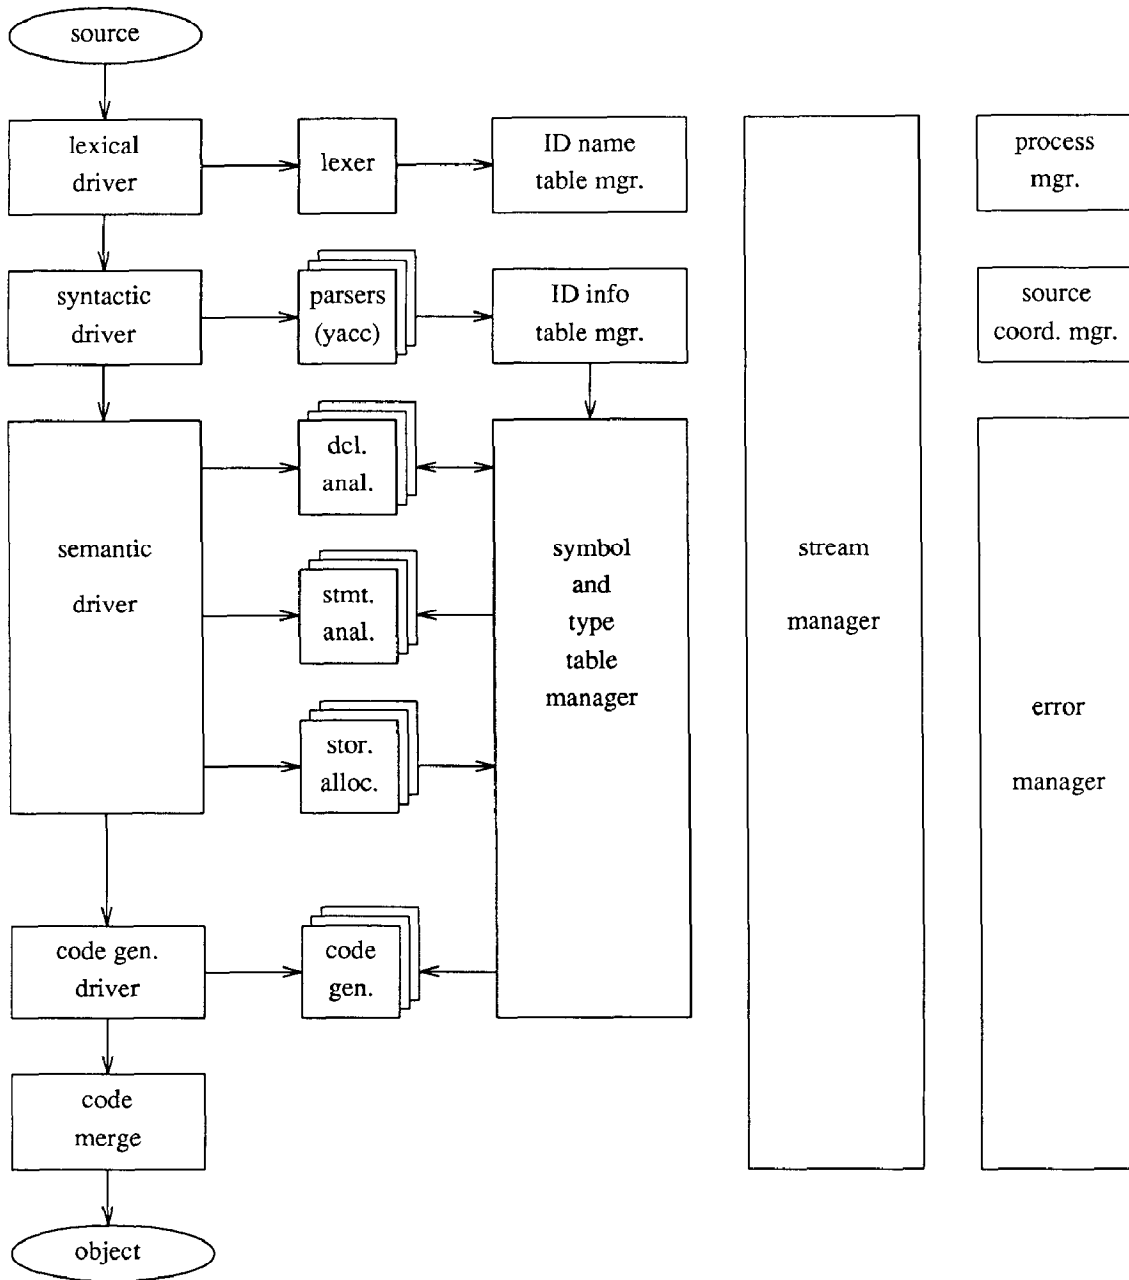 source
lexical
driver
lexer
ID name
table mgr.
process
mgr.
syntactic
driver
parsers
(yacc)
ID info
table mgr.
source
coord. mgr.
semantic
driver
dcl.
anal.
stmt.
anal.
stor.
alloc.
symbol
and
type
table
manager
stream
manager
error
manager
code gen.
driver
code
gen.
code
merge
object